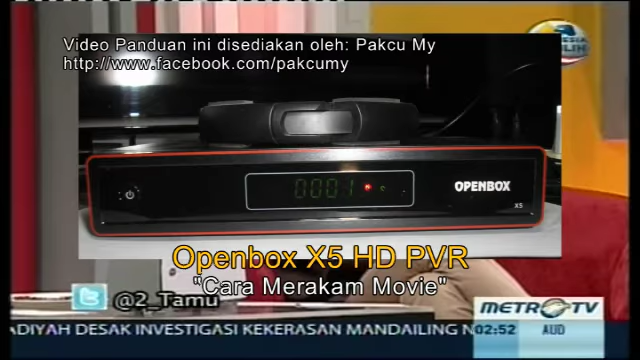 Video Panduan ini disediakan oleh: Pakcu My
http://www.facebook.com/pakcumy
0001
OPENBOX
X5
Openbox X5 HD PVR
"Cara Merakam Movie"
@2_Tamu
METRO TV
ADIYAH DESAK INVESTIGASI KEKERASAN MANDAILING N
02:52
AUD